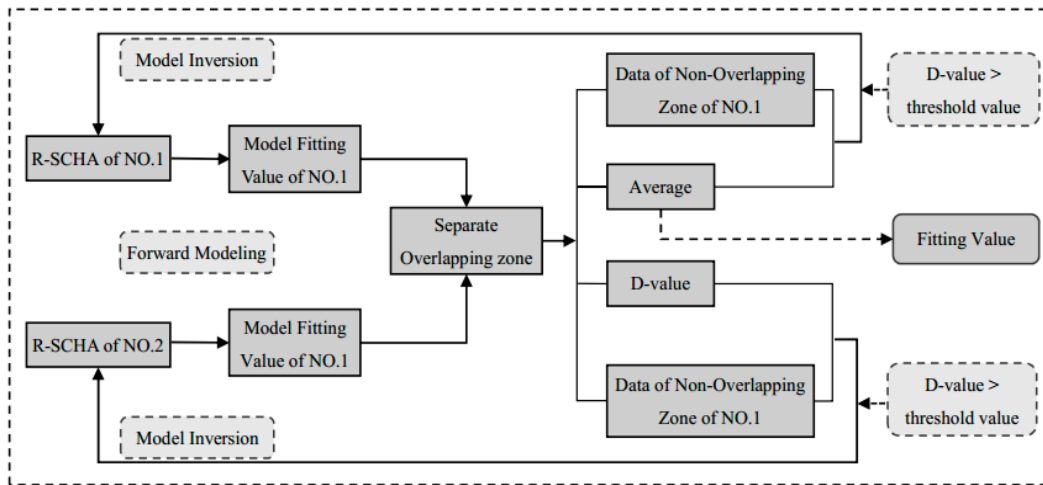 Model Inversion
R-SCHA of NO.1
Model Fitting
Value of NO.1
Forward Modeling
R-SCHA of NO.2
Model Fitting
Value of NO.1
Model Inversion
Separate
Overlapping zone
Data of Non-Overlapping
Zone of NO.1
Average
D-value
Data of Non-Overlapping
Zone of NO.1
D-value >
threshold value
Fitting Value
D-value >
threshold value